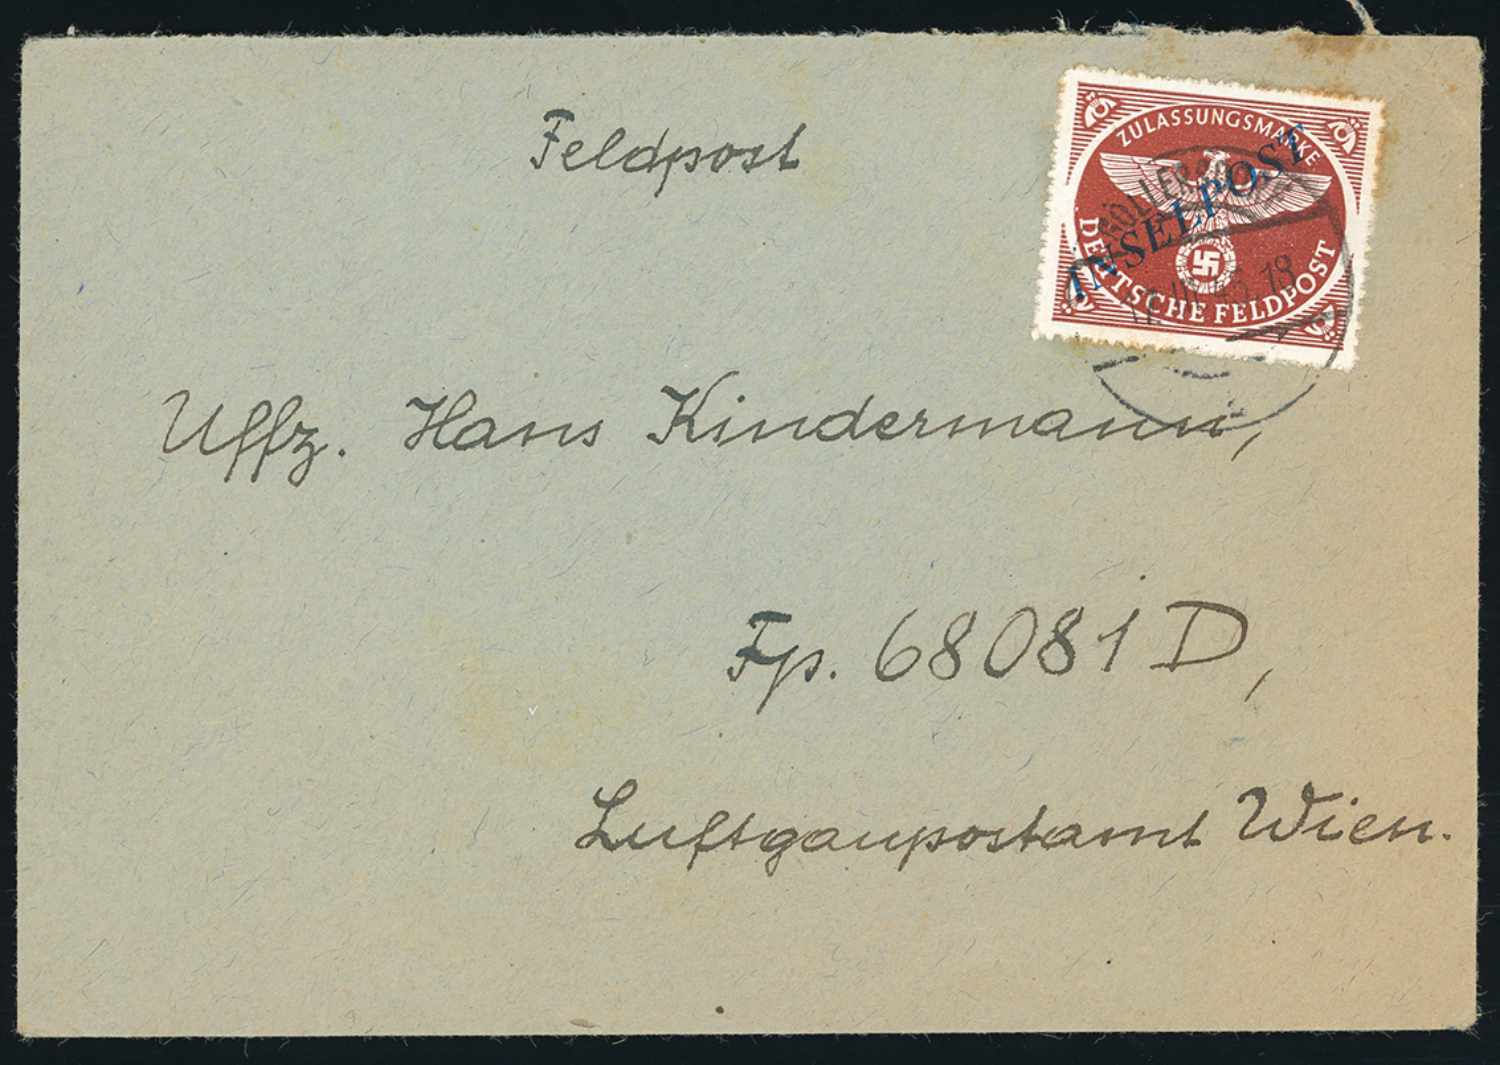 Feldpost
ZULASSUNGSMARKE
INSELPOST
DEUTSCHE FELDPOST
Uffz. Hans Kindermann,
Fp. 68081 D,
Luftgaupostamt Wien.